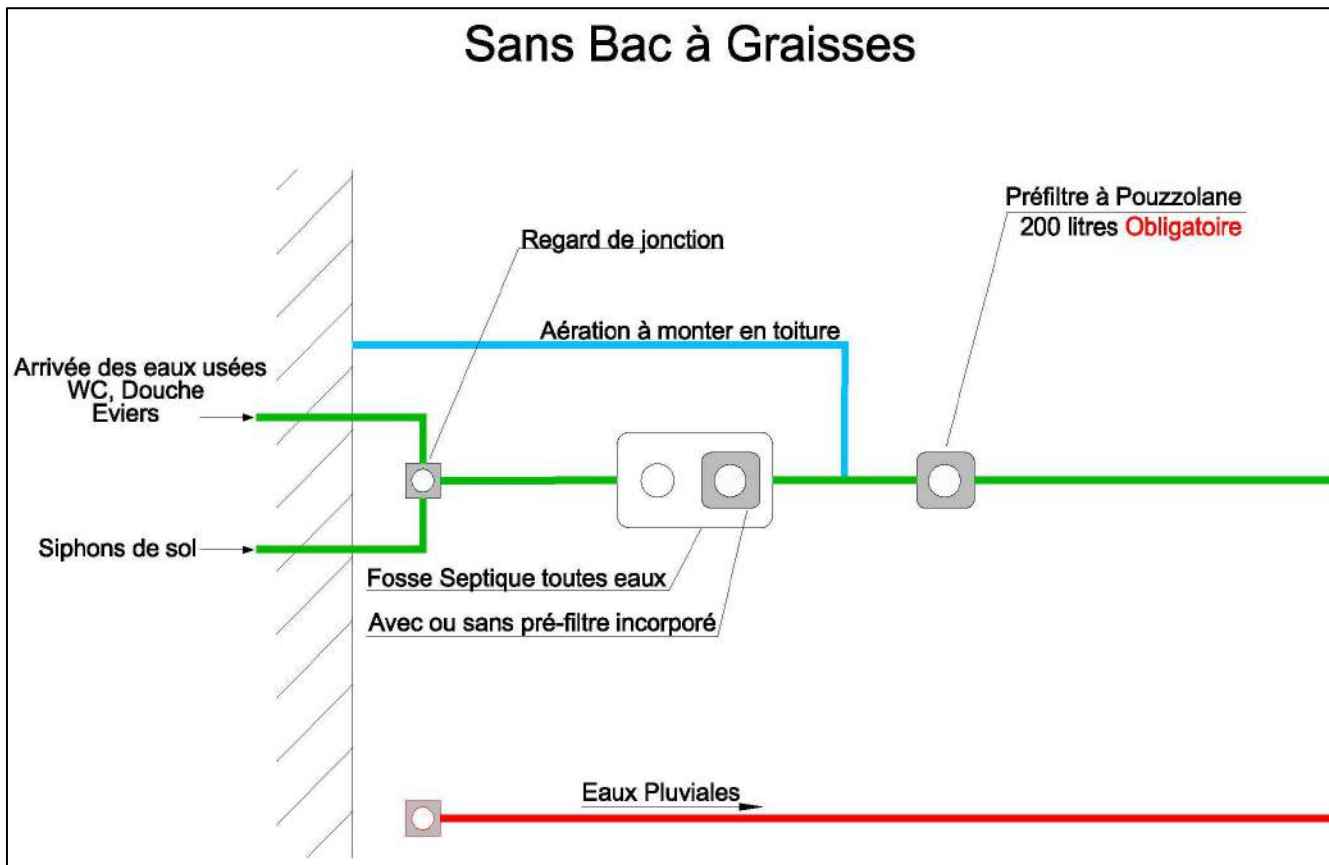 Sans Bac à Graisses
Préfiltre à Pouzzolane
200 litres Obligatoire
Regard de jonction
Aération à monter en toiture
Arrivée des eaux usées
WC, Douche
Eviers
Siphons de sol
Fosse Septique toutes eaux
Avec ou sans pré-filtre incorporé
Eaux Pluviales